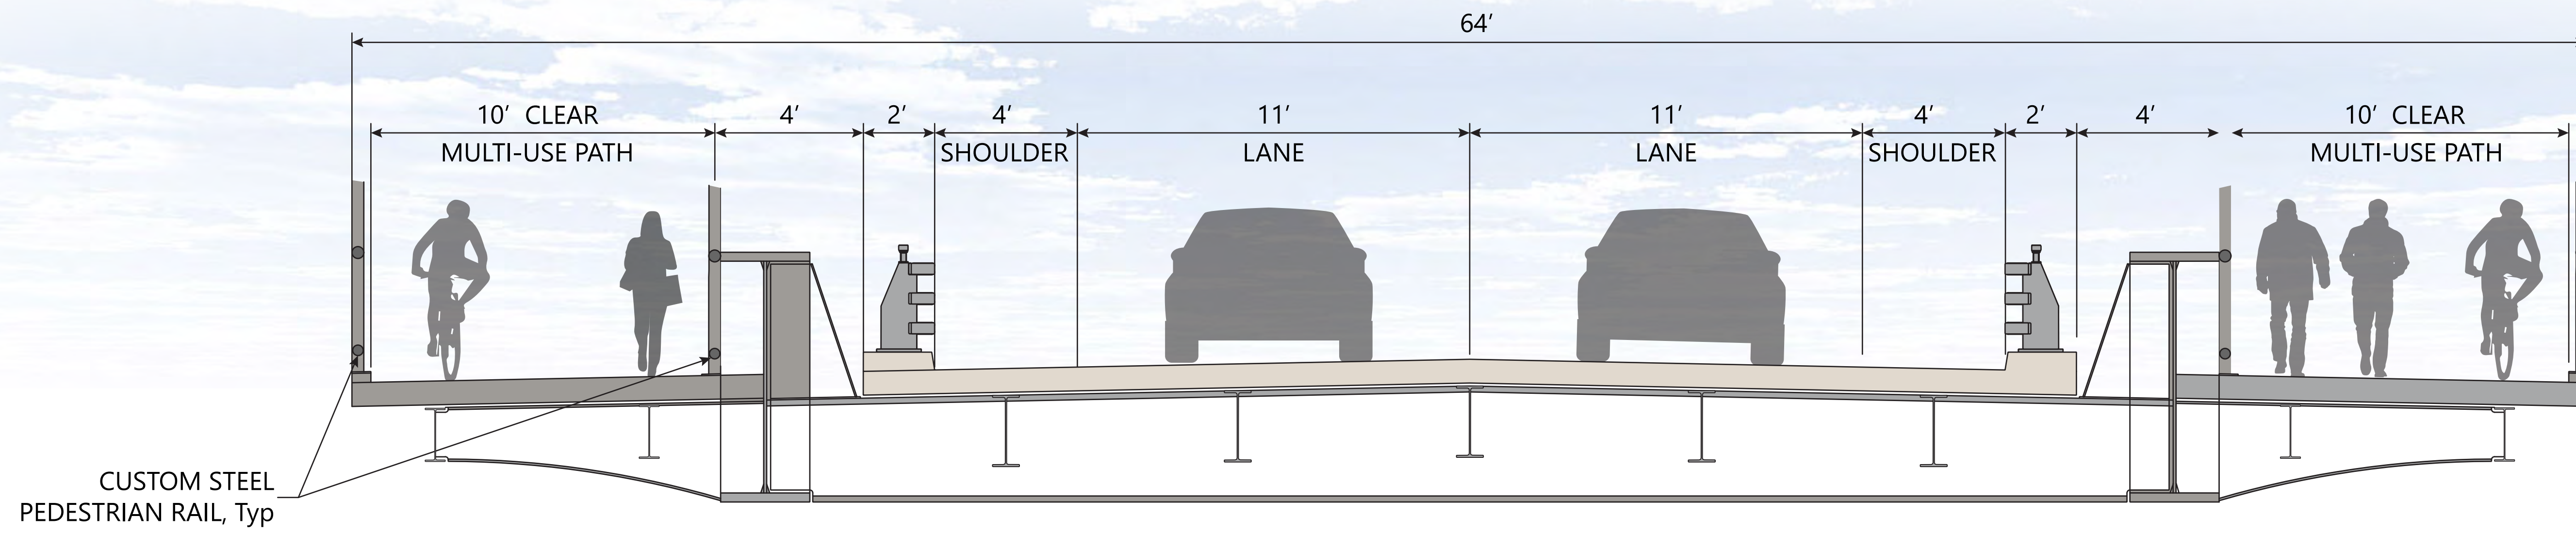 64′
10′ CLEAR
MULTI-USE PATH
4′
2′
4′
SHOULDER
11′
LANE
11′
LANE
4′
SHOULDER
2′
4′
10′ CLEAR
MULTI-USE PATH
CUSTOM STEEL
PEDESTRIAN RAIL, Typ